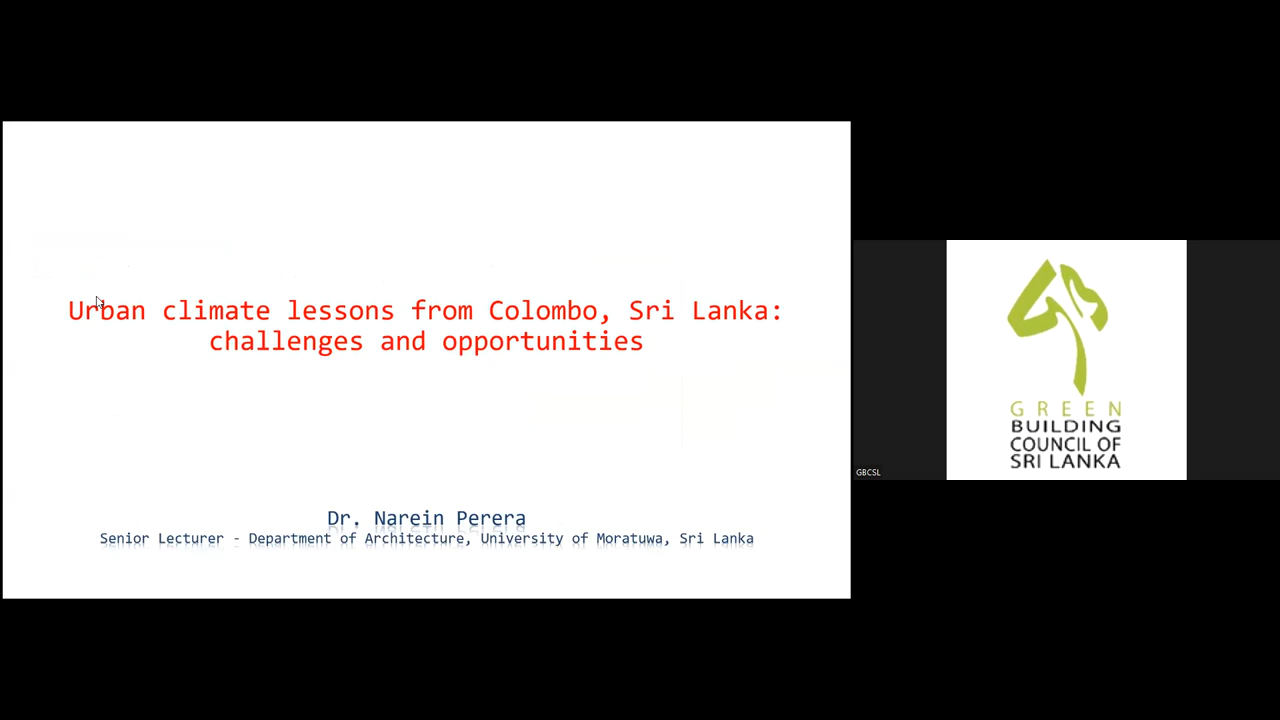 Urban climate lessons from Colombo, Sri Lanka:
challenges and opportunities
Dr. Narein Perera
Senior Lecturer - Department of Architecture, University of Moratuwa, Sri Lanka
GREEN
BUILDING
COUNCIL OF
SRI LANKA
GBCSL